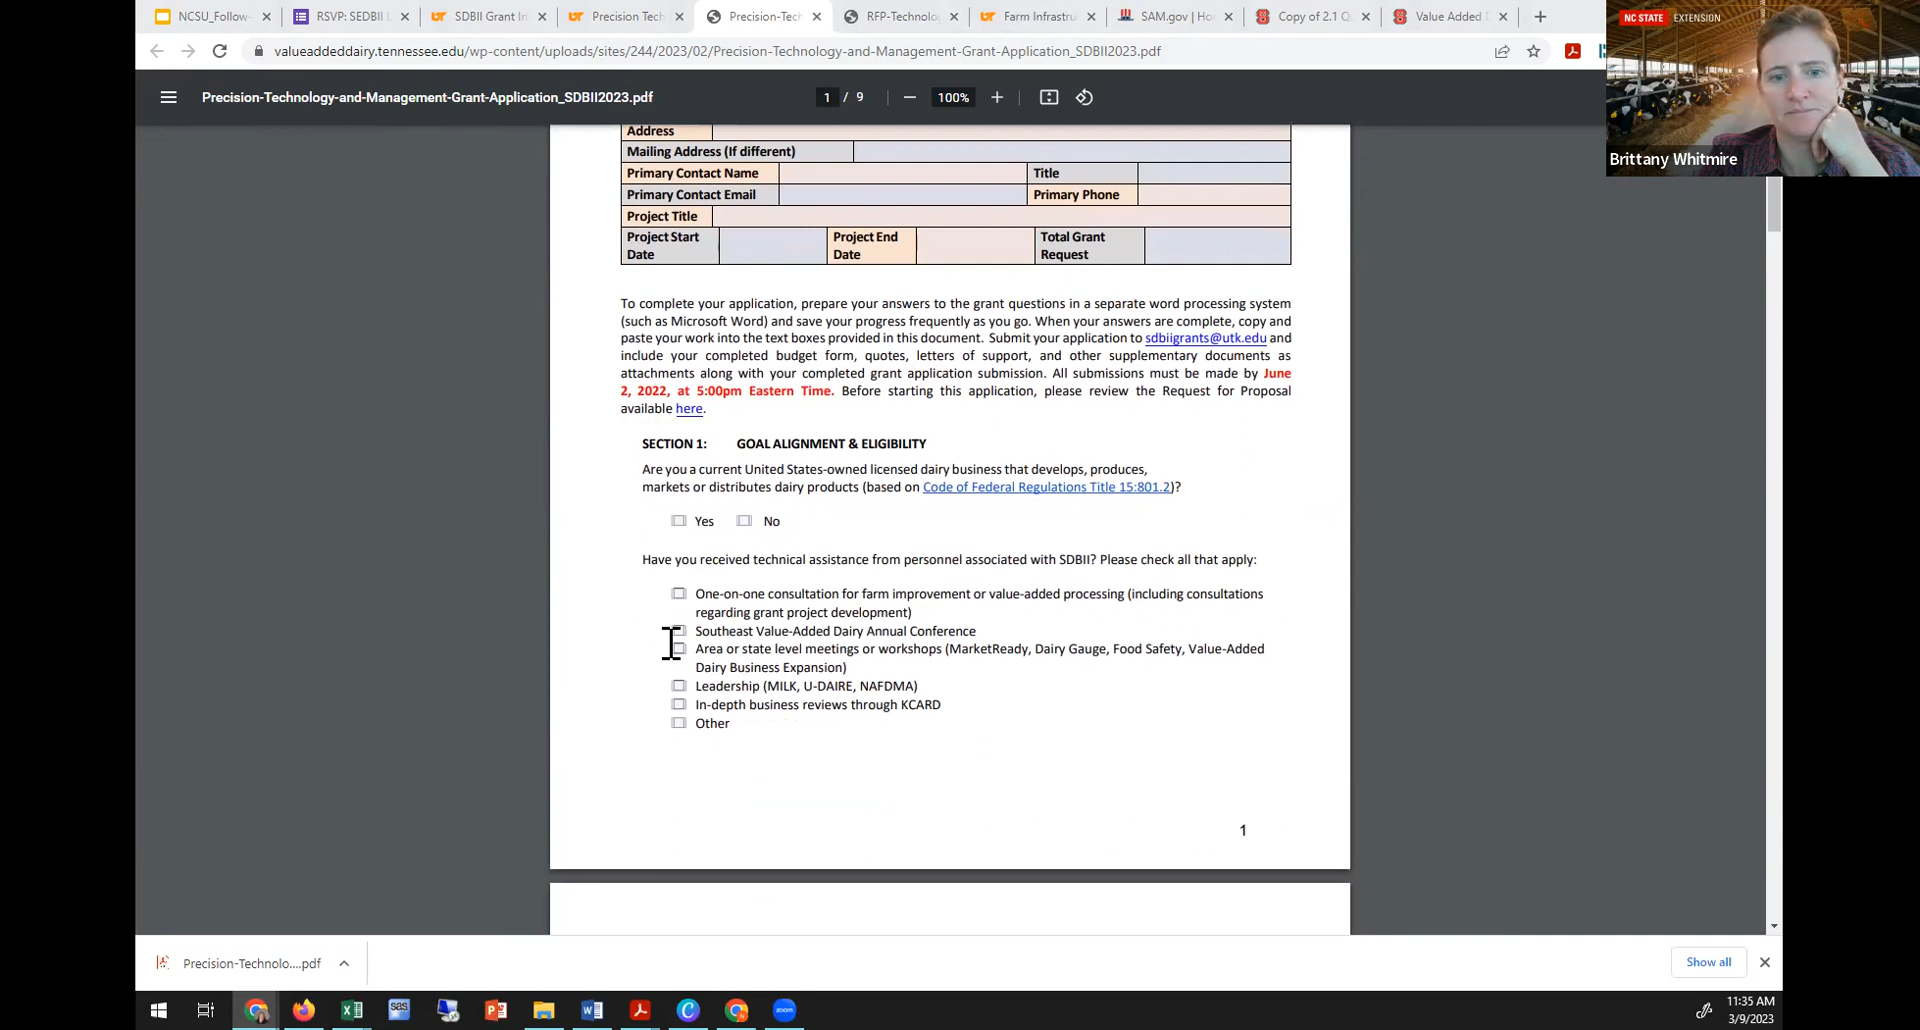 NCSU_Follow-
RSVP: SEDBII L
SDBII Grant In
Precision Tech
Precision-Tech
RFP-Technolo
Farm Infrastru
SAM.gov | Ho
Copy of 2.1 Q
Value Added D
NC STATE EXTENSION
valueaddeddairy.tennessee.edu/wp-content/uploads/sites/244/2023/02/Precision-Technology-and-Management-Grant-Application_SDBII2023.pdf
Precision-Technology-and-Management-Grant-Application_SDBII2023.pdf
1 / 9
100%
Brittany Whitmire
Address
Mailing Address (If different)
Primary Contact Name Title
Primary Contact Email Primary Phone
Project Title
Project Start Date
Project End Date
Total Grant Request
To complete your application, prepare your answers to the grant questions in a separate word processing system
(such as Microsoft Word) and save your progress frequently as you go. When your answers are complete, copy and
paste your work into the text boxes provided in this document. Submit your application to sdbiigrants@utk.edu and
include your completed budget form, quotes, letters of support, and other supplementary documents as
attachments along with your completed grant application submission. All submissions must be made by June
2, 2022, at 5:00pm Eastern Time. Before starting this application, please review the Request for Proposal
available here.
SECTION 1: GOAL ALIGNMENT & ELIGIBILITY
Are you a current United States-owned licensed dairy business that develops, produces,
markets or distributes dairy products (based on Code of Federal Regulations Title 15:801.2)?
Yes No
Have you received technical assistance from personnel associated with SDBII? Please check all that apply:
One-on-one consultation for farm improvement or value-added processing (including consultations
regarding grant project development)
Southeast Value-Added Dairy Annual Conference
Area or state level meetings or workshops (MarketReady, Dairy Gauge, Food Safety, Value-Added
Dairy Business Expansion)
Leadership (MILK, U-DAIRE, NAFDMA)
In-depth business reviews through KCARD
Other
1
Precision-Technolo....pdf
Show all
sas
zoom
11:35 AM
3/9/2023